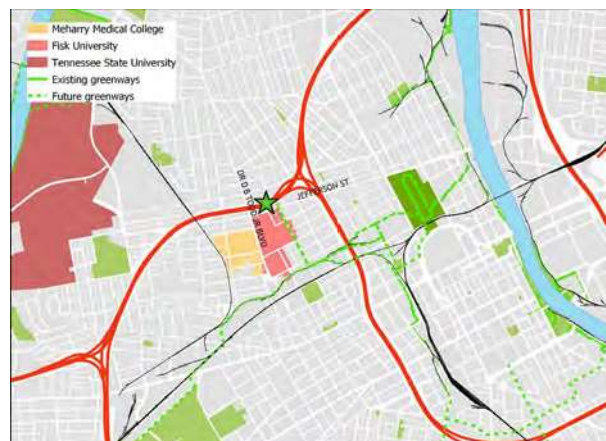 Meharry Medical College
Fisk University
Tennessee State University
Existing greenways
Future greenways
DR D B TODD JR BLVD
JEFFERSON ST